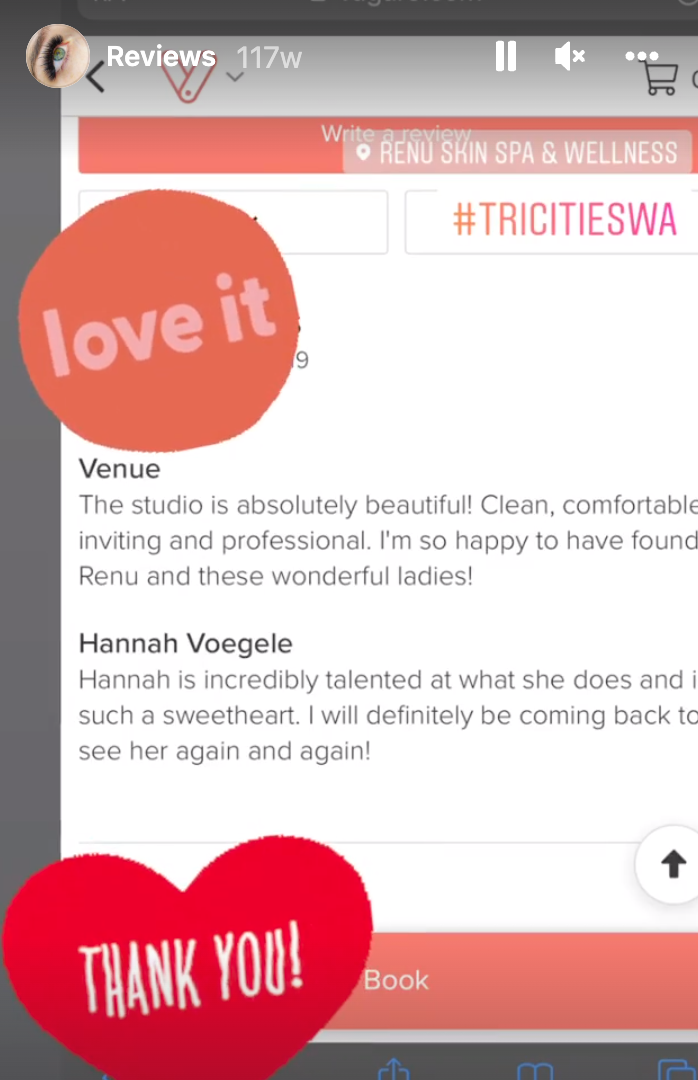 Reviews 117w
Write a review
RENU SKIN SPA & WELLNESS
#TRICITIESWA
love it
Venue
The studio is absolutely beautiful! Clean, comfortable
inviting and professional. I'm so happy to have found
Renu and these wonderful ladies!
Hannah Voegele
Hannah is incredibly talented at what she does and i
such a sweetheart. I will definitely be coming back to
see her again and again!
THANK YOU!
Book